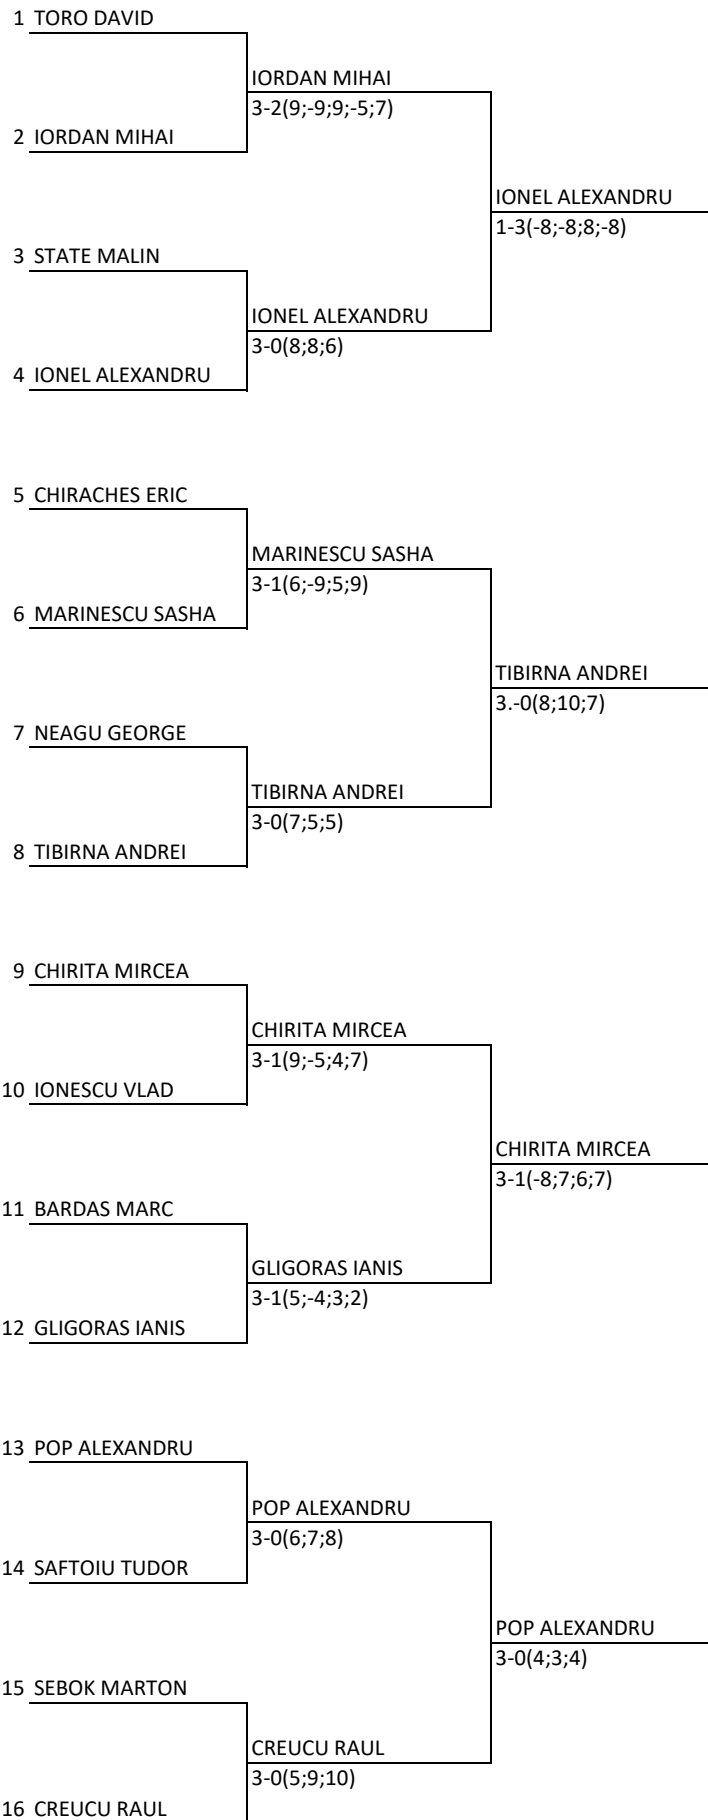 1 TORO DAVID
IORDAN MIHAI
3-2(9;-9;9;-5;7)
2 IORDAN MIHAI
IONEL ALEXANDRU
1-3(-8;-8;8;-8)
3 STATE MALIN
IONEL ALEXANDRU
3-0(8;8;6)
4 IONEL ALEXANDRU
5 CHIRACHES ERIC
MARINESCU SASHA
3-1(6;-9;5;9)
6 MARINESCU SASHA
TIBIRNA ANDREI
3.-0(8;10;7)
7 NEAGU GEORGE
TIBIRNA ANDREI
3-0(7;5;5)
8 TIBIRNA ANDREI
9 CHIRITA MIRCEA
CHIRITA MIRCEA
3-1(9;-5;4;7)
10 IONESCU VLAD
CHIRITA MIRCEA
3-1(-8;7;6;7)
11 BARDAS MARC
GLIGORAS IANIS
3-1(5;-4;3;2)
12 GLIGORAS IANIS
13 POP ALEXANDRU
POP ALEXANDRU
3-0(6;7;8)
14 SAFTOIU TUDOR
POP ALEXANDRU
3-0(4;3;4)
15 SEBOK MARTON
CREUCU RAUL
3-0(5;9;10)
16 CREUCU RAUL